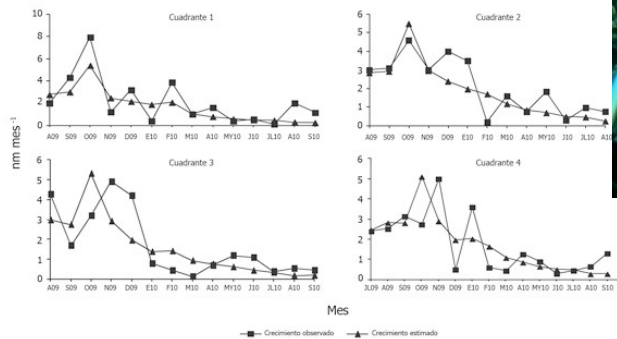 Cuadrante 1
10
8
6
4
2
0
A09 S09 O09 N09 D09 E10 F10 M10 A10 MY10 J10 JL10 A10 S10
Cuadrante 2
6
5
4
3
2
1
0
A09 S09 O09 N09 D09 E10 F10 M10 A10 MY10 J10 JL10 A10
nm mes⁻¹
Cuadrante 3
6
5
4
3
2
1
0
A09 S09 O09 N09 D09 E10 F10 M10 A10 MY10 J10 JL10 A10 S10
Cuadrante 4
6
5
4
3
2
1
0
JL09 A09 S09 O09 N09 D09 E10 F10 M10 A10 MY10 J10 JL10 A10 S10
Mes
Crecimiento observado Crecimiento estimado